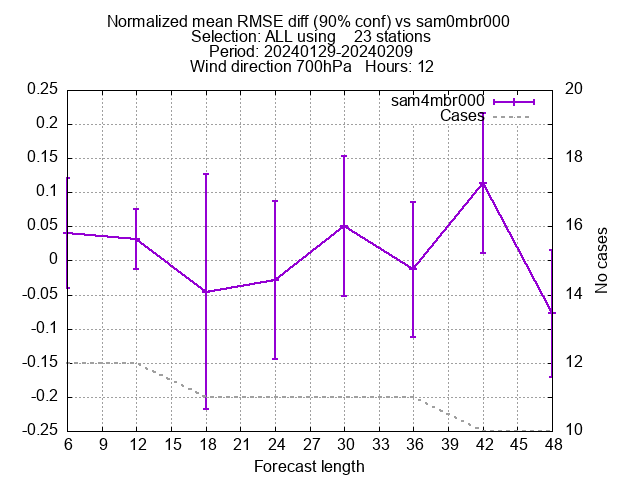 Normalized mean RMSE diff (90% conf) vs sam0mbr000
Selection: ALL using    23 stations
Period: 20240129-20240209
Wind direction 700hPa   Hours: 12
sam4mbr000
Cases
0.25
0.2
0.15
0.1
0.05
0
-0.05
-0.1
-0.15
-0.2
-0.25
20
18
16
14
12
10
No cases
6 12 15 18 21 24 27 30 33 36 39 42 45 48
Forecast length